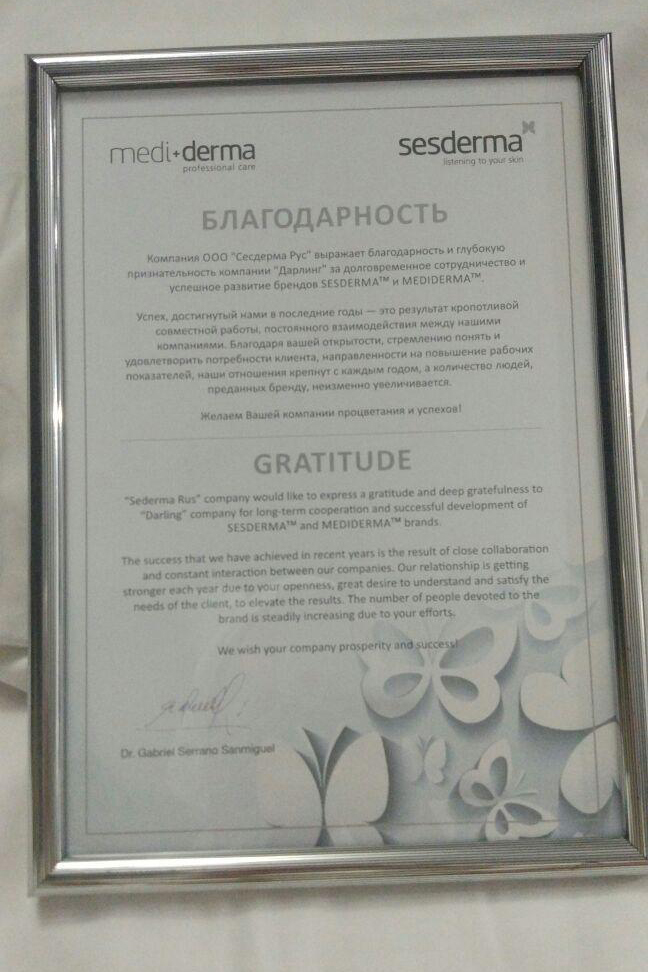 medi+derma
professional care
sesderma
listening to your skin
БЛАГОДАРНОСТЬ
Компания ООО "Сесдерма Рус" выражает благодарность и глубокую
признательность компании "Дарлинг" за долговременное сотрудничество и
успешное развитие брендов SESDERMA™ и MEDIDERMA™.
Успех, достигнутый нами в последние годы — это результат кропотливой
совместной работы, постоянного взаимодействия между нашими
компаниями. Благодаря вашей открытости, стремлению понять и
удовлетворить потребности клиента, направленности на повышение рабочих
показателей, наши отношения крепнут с каждым годом, а количество людей,
преданных бренду, неизменно увеличивается.
Желаем Вашей компании процветания и успехов!
GRATITUDE
"Sederma Rus" company would like to express a gratitude and deep gratefulness to
"Darling" company for long-term cooperation and successful development of
SESDERMA™ and MEDIDERMA™ brands.
The success that we have achieved in recent years is the result of close collaboration
and constant interaction between our companies. Our relationship is getting
stronger each year due to your openness, great desire to understand and satisfy the
needs of the client, to elevate the results. The number of people devoted to the
brand is steadily increasing due to your efforts.
We wish your company prosperity and success!
Dr. Gabriel Serrano Sanmiguel